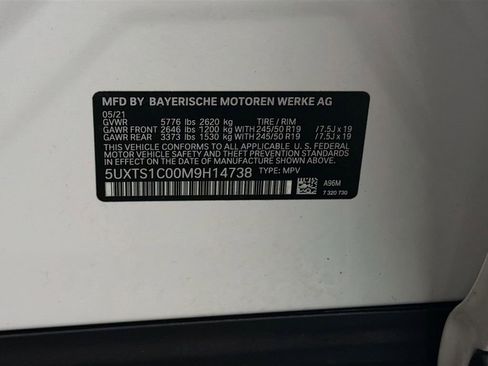 MFD BY BAYERISCHE MOTOREN WERKE AG
05/21
GVWR 5776 lbs 2620 kg TIRE / RIM
GAWR FRONT 2646 lbs 1200 kg WITH 245/50 R19 /7.5J x 19
GAWR REAR 3373 lbs 1530 kg WITH 245/50 R19 /7.5J x 19
THIS VEHICLE CONFORMS TO ALL APPLICABLE U.S. FEDERAL
MOTOR VEHICLE SAFETY STANDARDS IN EFFECT ON
THE DATE OF MANUFACTURE SHOWN ABOVE.
5UXTS1C00M9H14738 TYPE: MPV
A96M
7 320 730